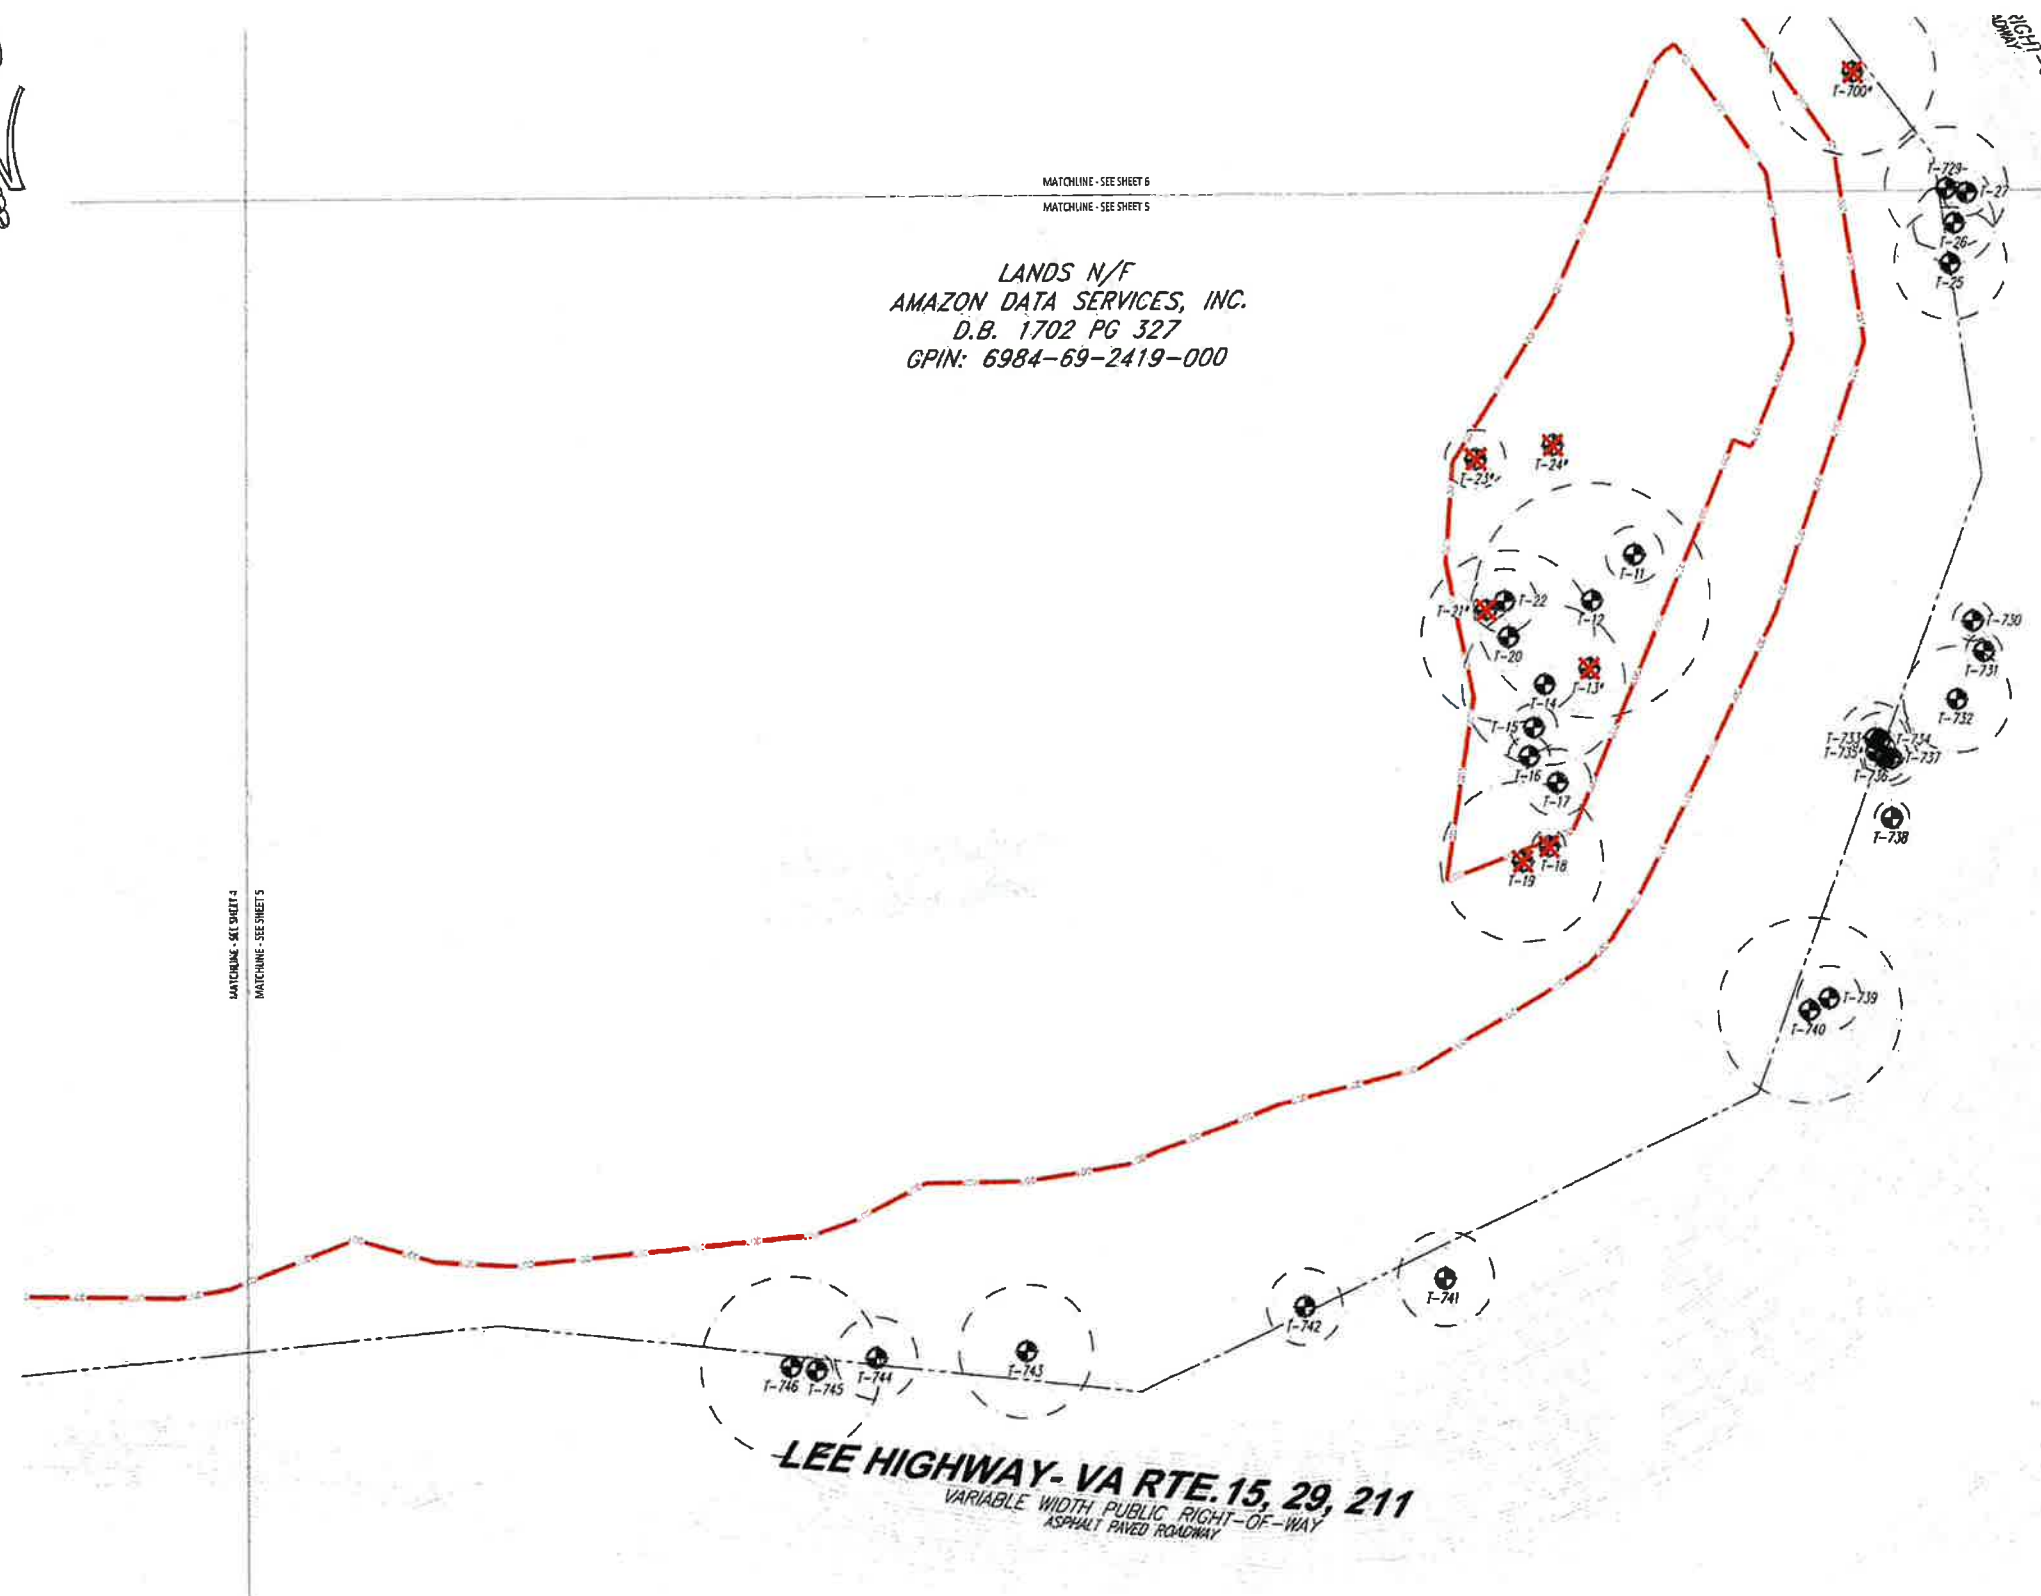 RIGHT-
T-700*
T-729
T-27
MATCHLINE - SEE SHEET 6
MATCHLINE - SEE SHEET 5
T-26
T-25
LANDS N/F
AMAZON DATA SERVICES, INC.
D.B. 1702 PG 327
GPIN: 6984-69-2419-000
T-24*
T-23*
T-11
T-22
T-21*
T-12
T-730
T-20
T-731
T-13*
T-14
T-732
T-15
T-733
T-734
T-735*
T-737
T-16
T-736
T-17
T-738
T-18
T-19
MATCHLINE - SEE SHEET 4
MATCHLINE - SEE SHEET 5
T-739
T-740
T-741
T-742
T-743
T-744
T-746
T-745
LEE HIGHWAY- VA RTE.15, 29, 211
VARIABLE WIDTH PUBLIC RIGHT-OF-WAY
ASPHALT PAVED ROADWAY